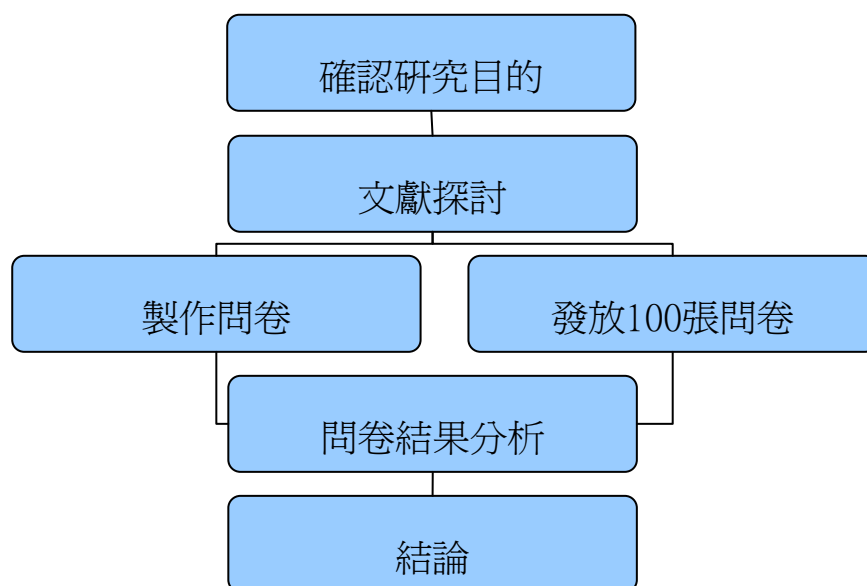 確認研究目的
文獻探討
製作問卷
發放100張問卷
問卷結果分析
結論